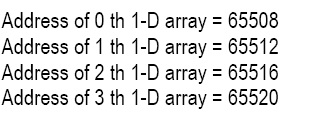 Address of 0 th 1-D array = 65508
Address of 1 th 1-D array = 65512
Address of 2 th 1-D array = 65516
Address of 3 th 1-D array = 65520